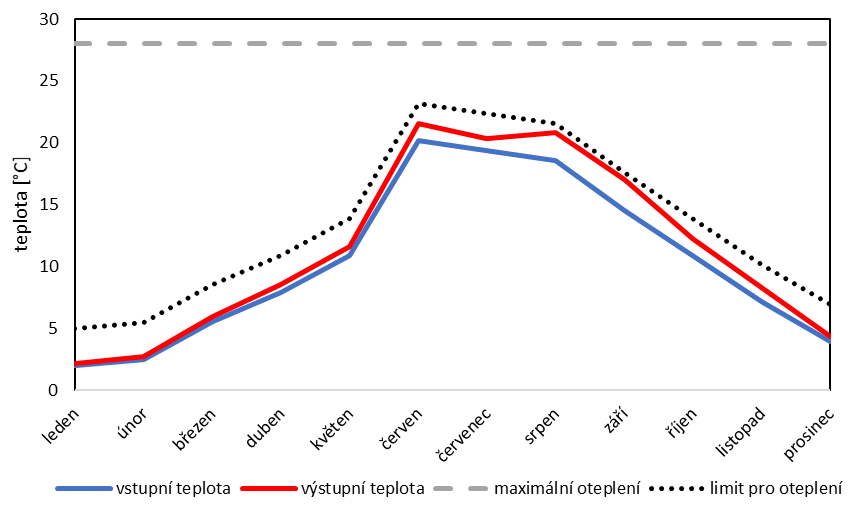 30
25
20
15
10
5
0
teplota [°C]
leden
únor
březen
duben
květen
červen
červenec
srpen
září
říjen
listopad
prosinec
vstupní teplota výstupní teplota maximální oteplení limit pro oteplení